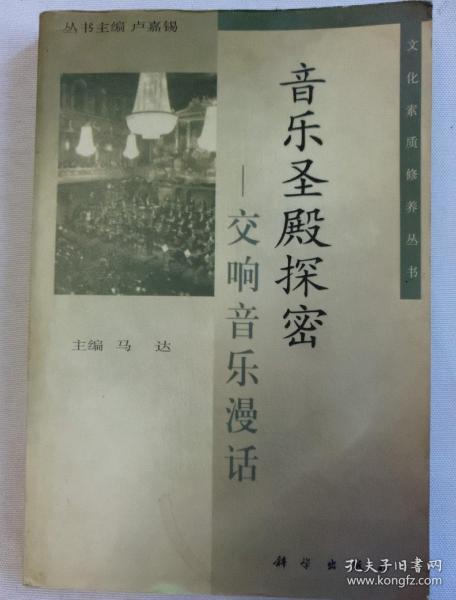 丛书主编 卢嘉锡
文化素质修养丛书
音乐圣殿探密
—交响音乐漫话
主编 马 达
科学出版社
孔夫子旧书网
www.kongfz.com